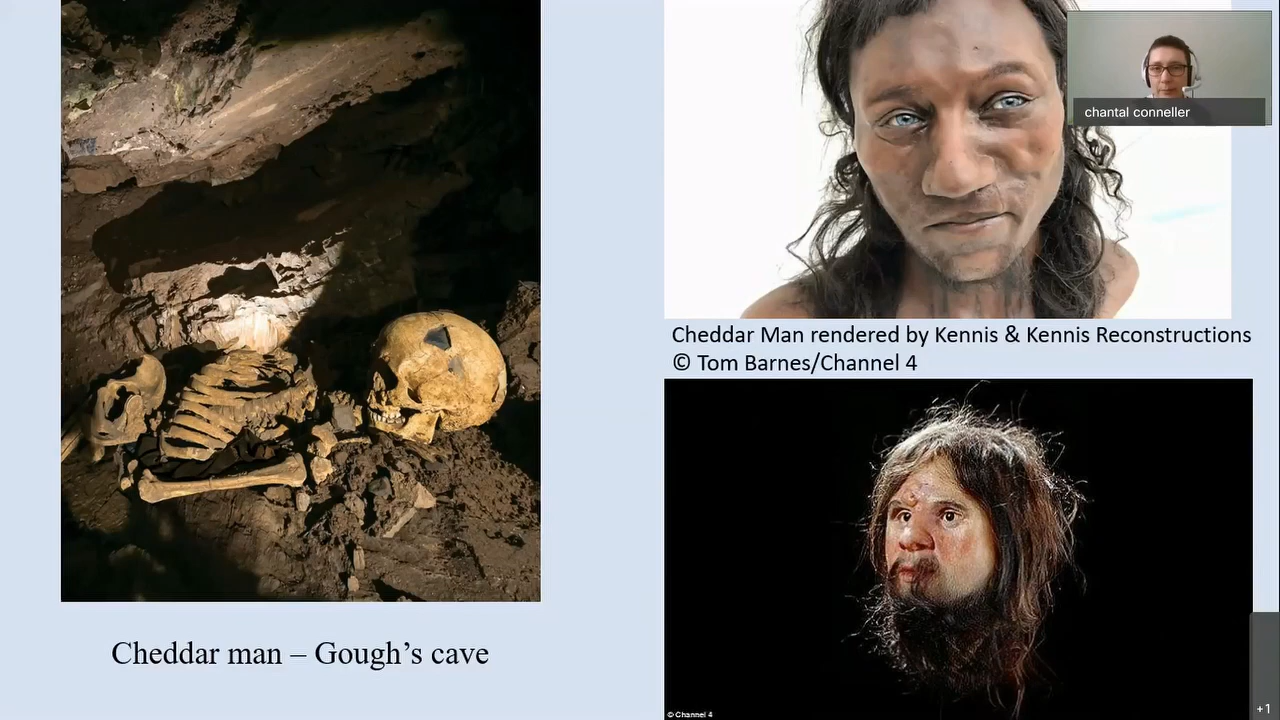 chantal conneller
Cheddar Man rendered by Kennis & Kennis Reconstructions
© Tom Barnes/Channel 4
Cheddar man – Gough’s cave
© Channel 4
+1